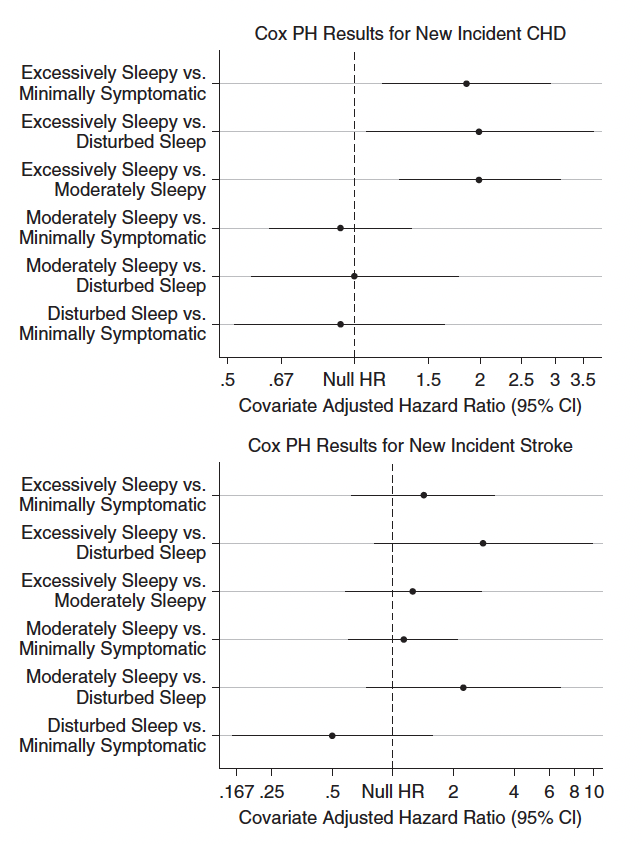 Cox PH Results for New Incident CHD
Excessively Sleepy vs.
Minimally Symptomatic
Excessively Sleepy vs.
Disturbed Sleep
Excessively Sleepy vs.
Moderately Sleepy
Moderately Sleepy vs.
Minimally Symptomatic
Moderately Sleepy vs.
Disturbed Sleep
Disturbed Sleep vs.
Minimally Symptomatic
.5 .67 Null HR 1.5 2 2.5 3 3.5
Covariate Adjusted Hazard Ratio (95% CI)
Cox PH Results for New Incident Stroke
Excessively Sleepy vs.
Minimally Symptomatic
Excessively Sleepy vs.
Disturbed Sleep
Excessively Sleepy vs.
Moderately Sleepy
Moderately Sleepy vs.
Minimally Symptomatic
Moderately Sleepy vs.
Disturbed Sleep
Disturbed Sleep vs.
Minimally Symptomatic
.167 .25 .5 Null HR 2 4 6 8 10
Covariate Adjusted Hazard Ratio (95% CI)